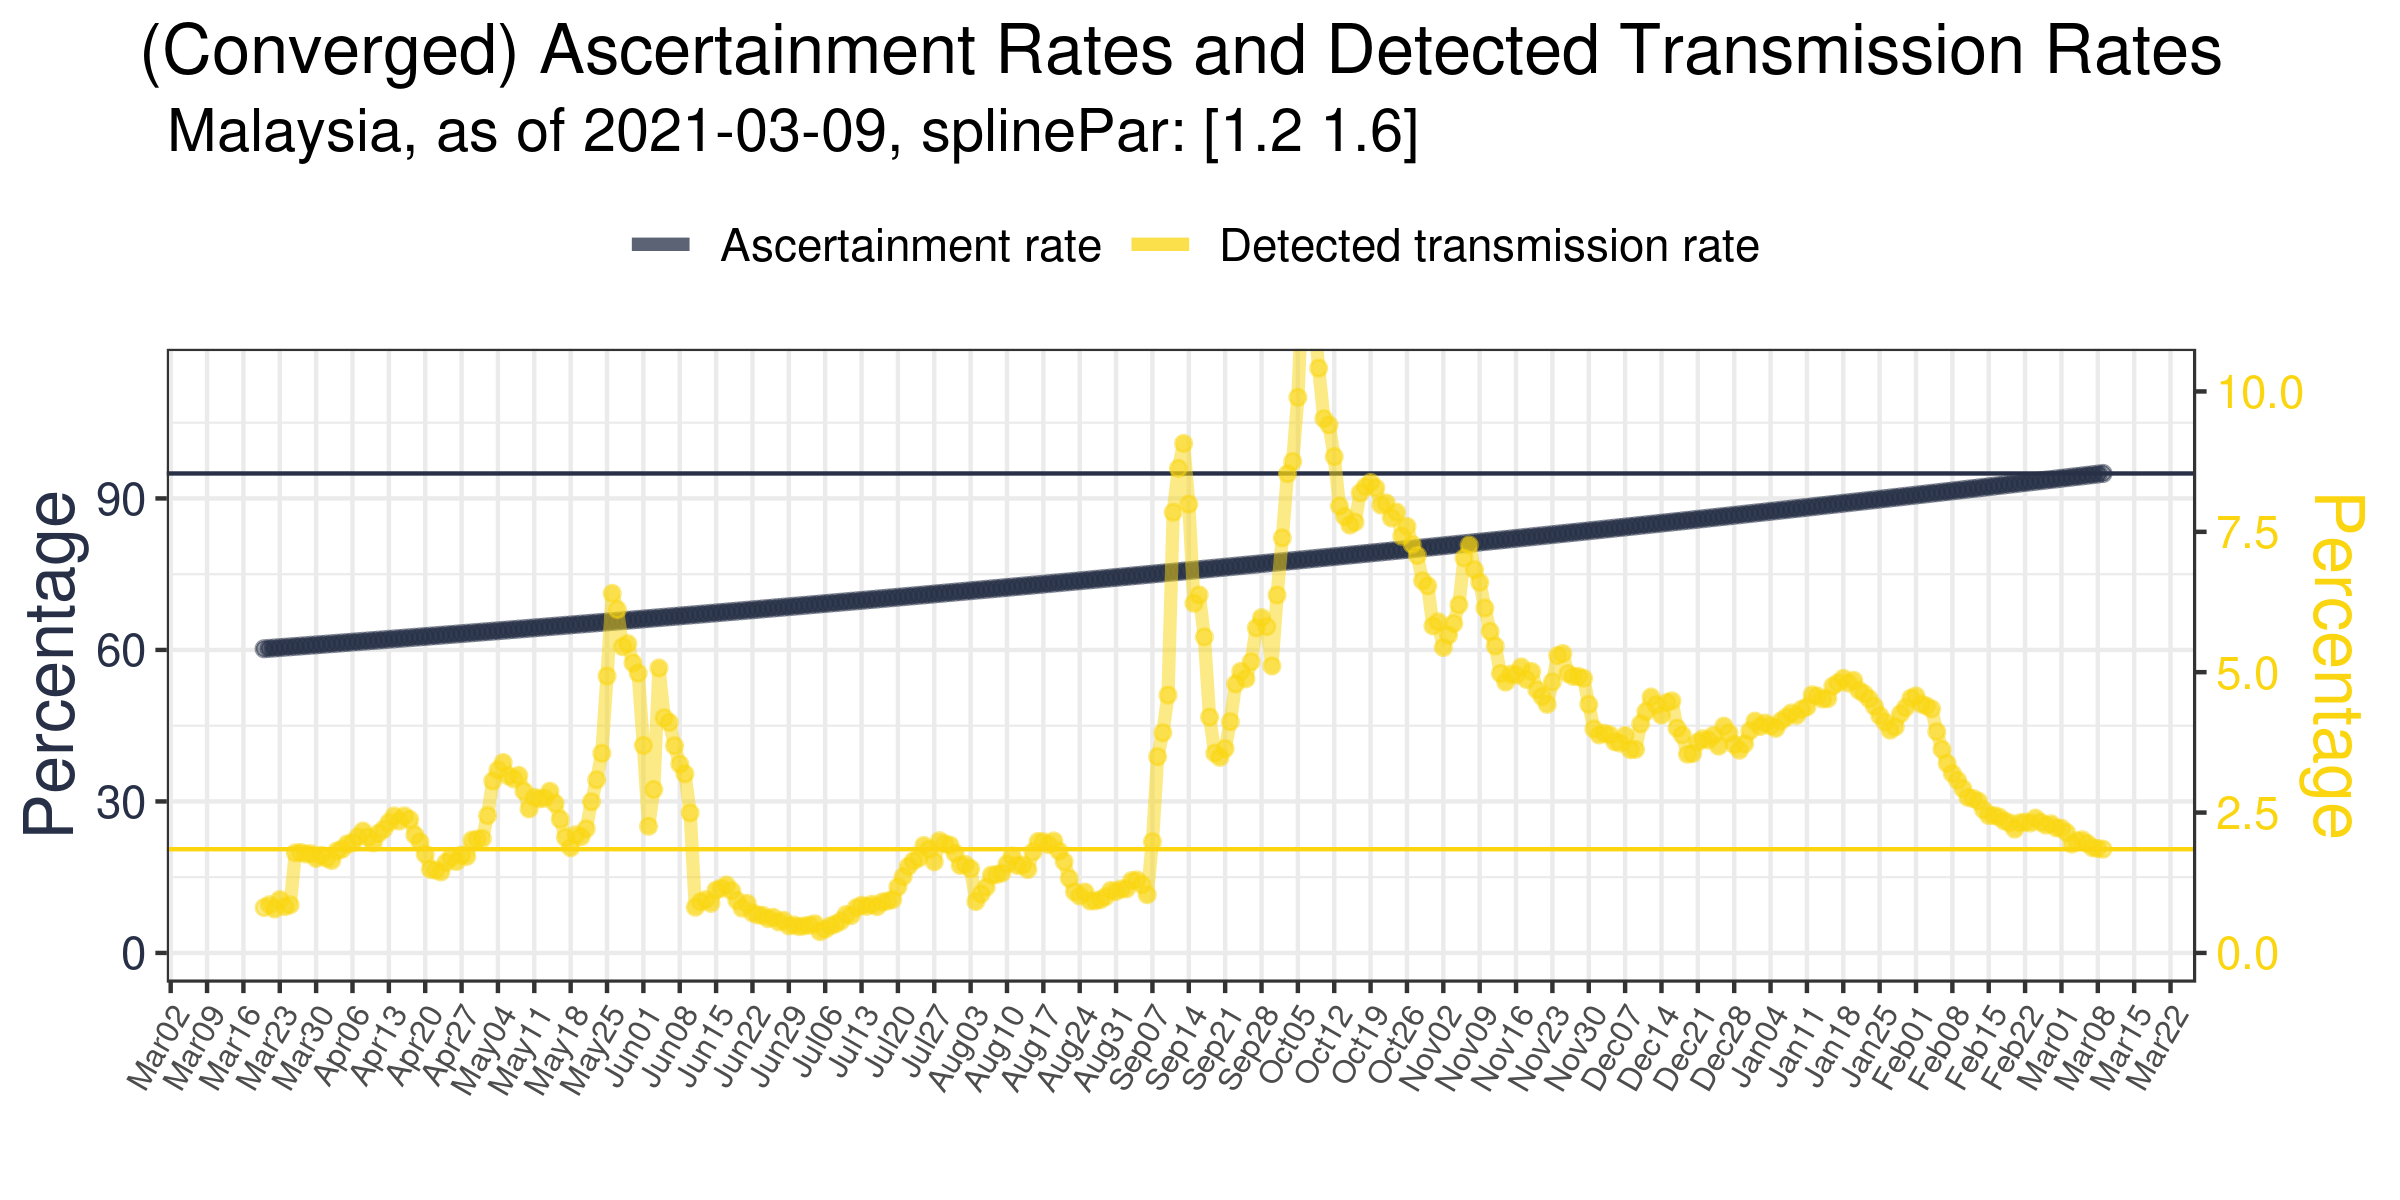 (Converged) Ascertainment Rates and Detected Transmission Rates
Malaysia, as of 2021-03-09, splinePar: [1.2 1.6]
Ascertainment rate
Detected transmission rate
Percentage
90
60
30
0
10.0
7.5
5.0
2.5
0.0
Percentage
Mar02
Mar09
Mar16
Mar23
Mar30
Apr06
Apr13
Apr20
Apr27
May04
May11
May18
May25
Jun01
Jun08
Jun15
Jun22
Jun29
Jul06
Jul13
Jul20
Jul27
Aug03
Aug10
Aug17
Aug24
Aug31
Sep07
Sep14
Sep21
Sep28
Oct05
Oct12
Oct19
Oct26
Nov02
Nov09
Nov16
Nov23
Nov30
Dec07
Dec14
Dec21
Dec28
Jan04
Jan11
Jan18
Jan25
Feb01
Feb08
Feb15
Feb22
Mar01
Mar08
Mar15
Mar22